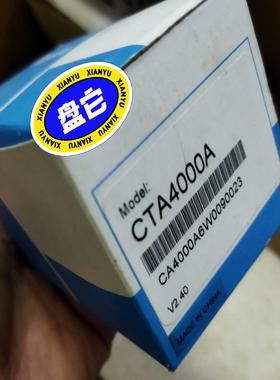 XIANYU
XIANYU
盘它
XIANYU
XIANYU
Model:
CTA4000A
CA4000A6W0090023
V2.40
MADE IN CHINA